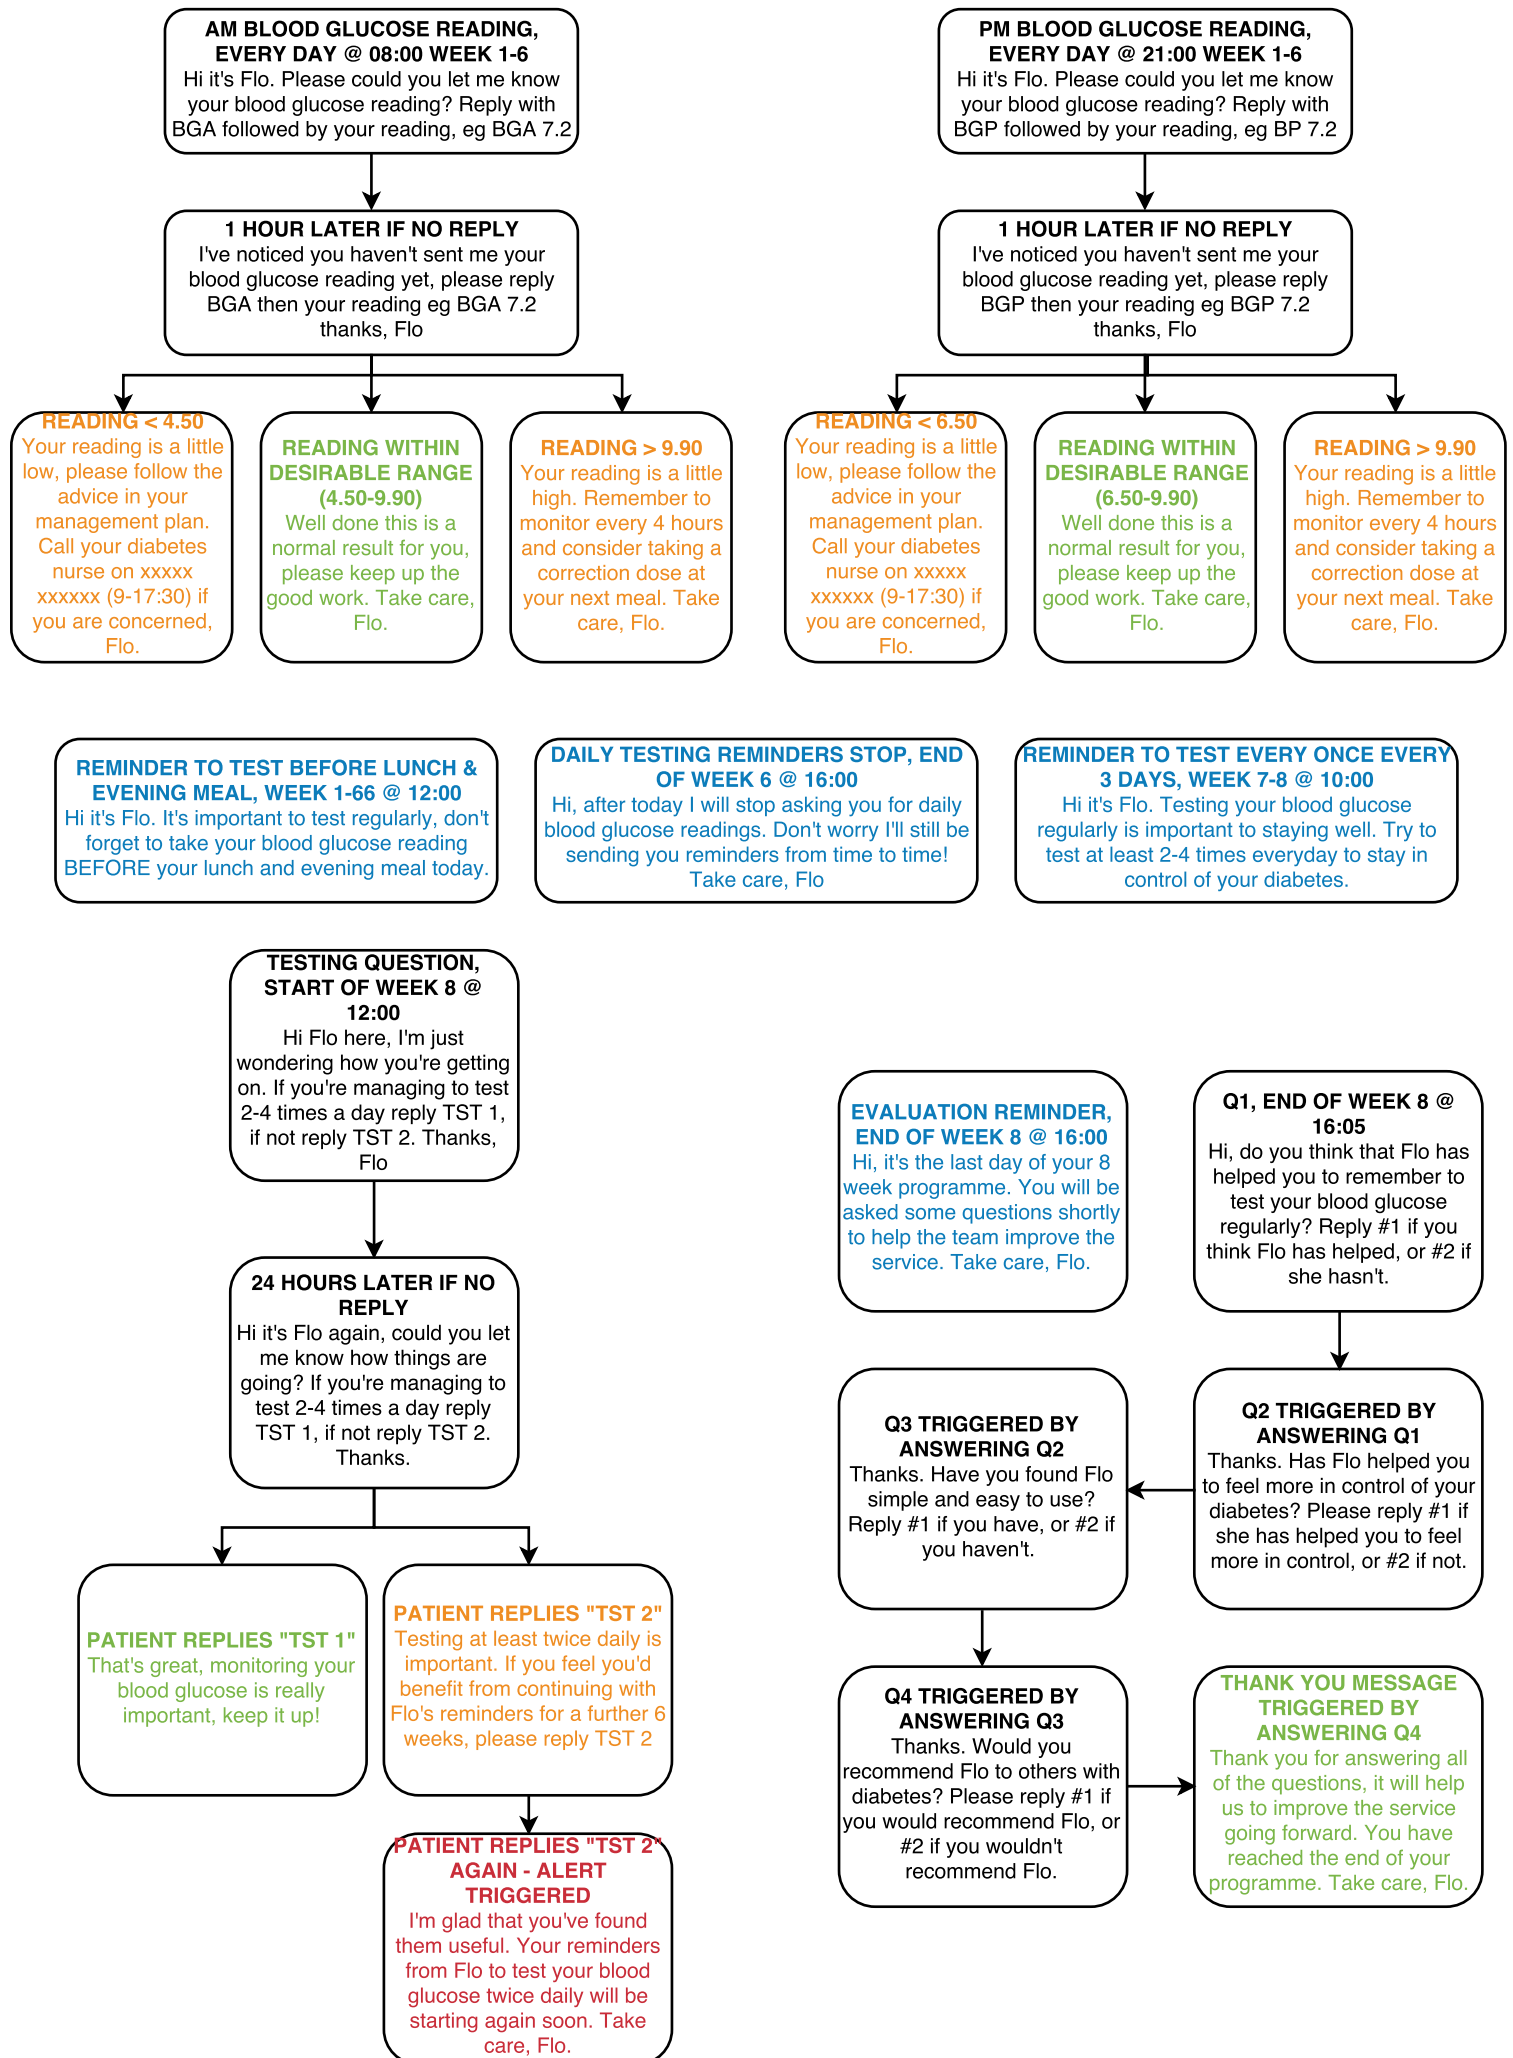 AM BLOOD GLUCOSE READING,
EVERY DAY @ 08:00 WEEK 1-6
Hi it's Flo. Please could you let me know
your blood glucose reading? Reply with
BGA followed by your reading, eg BGA 7.2
1 HOUR LATER IF NO REPLY
I've noticed you haven't sent me your
blood glucose reading yet, please reply
BGA then your reading eg BGA 7.2
thanks, Flo
READING < 4.50
Your reading is a little
low, please follow the
advice in your
management plan.
Call your diabetes
nurse on xxxxx
xxxxxx (9-17:30) if
you are concerned,
Flo.
READING WITHIN
DESIRABLE RANGE
(4.50-9.90)
Well done this is a
normal result for you,
please keep up the
good work. Take care,
Flo.
READING > 9.90
Your reading is a little
high. Remember to
monitor every 4 hours
and consider taking a
correction dose at
your next meal. Take
care, Flo.
PM BLOOD GLUCOSE READING,
EVERY DAY @ 21:00 WEEK 1-6
Hi it's Flo. Please could you let me know
your blood glucose reading? Reply with
BGP followed by your reading, eg BP 7.2
1 HOUR LATER IF NO REPLY
I've noticed you haven't sent me your
blood glucose reading yet, please reply
BGP then your reading eg BGP 7.2
thanks, Flo
READING < 6.50
Your reading is a little
low, please follow the
advice in your
management plan.
Call your diabetes
nurse on xxxxx
xxxxxx (9-17:30) if
you are concerned,
Flo.
READING WITHIN
DESIRABLE RANGE
(6.50-9.90)
Well done this is a
normal result for you,
please keep up the
good work. Take care,
Flo.
READING > 9.90
Your reading is a little
high. Remember to
monitor every 4 hours
and consider taking a
correction dose at
your next meal. Take
care, Flo.
REMINDER TO TEST BEFORE LUNCH &
EVENING MEAL, WEEK 1-66 @ 12:00
Hi it's Flo. It's important to test regularly, don't
forget to take your blood glucose reading
BEFORE your lunch and evening meal today.
DAILY TESTING REMINDERS STOP, END
OF WEEK 6 @ 16:00
Hi, after today I will stop asking you for daily
blood glucose readings. Don't worry I'll still be
sending you reminders from time to time!
Take care, Flo
REMINDER TO TEST EVERY ONCE EVERY
3 DAYS, WEEK 7-8 @ 10:00
Hi it's Flo. Testing your blood glucose
regularly is important to staying well. Try to
test at least 2-4 times everyday to stay in
control of your diabetes.
TESTING QUESTION,
START OF WEEK 8 @
12:00
Hi Flo here, I'm just
wondering how you're getting
on. If you're managing to test
2-4 times a day reply TST 1,
if not reply TST 2. Thanks,
Flo
24 HOURS LATER IF NO
REPLY
Hi it's Flo again, could you let
me know how things are
going? If you're managing to
test 2-4 times a day reply
TST 1, if not reply TST 2.
Thanks.
PATIENT REPLIES "TST 1"
That's great, monitoring your
blood glucose is really
important, keep it up!
PATIENT REPLIES "TST 2"
Testing at least twice daily is
important. If you feel you'd
benefit from continuing with
Flo's reminders for a further 6
weeks, please reply TST 2
PATIENT REPLIES "TST 2"
AGAIN - ALERT
TRIGGERED
I'm glad that you've found
them useful. Your reminders
from Flo to test your blood
glucose twice daily will be
starting again soon. Take
care, Flo.
EVALUATION REMINDER,
END OF WEEK 8 @ 16:00
Hi, it's the last day of your 8
week programme. You will be
asked some questions shortly
to help the team improve the
service. Take care, Flo.
Q1, END OF WEEK 8 @
16:05
Hi, do you think that Flo has
helped you to remember to
test your blood glucose
regularly? Reply #1 if you
think Flo has helped, or #2 if
she hasn't.
Q2 TRIGGERED BY
ANSWERING Q1
Thanks. Has Flo helped you
to feel more in control of your
diabetes? Please reply #1 if
she has helped you to feel
more in control, or #2 if not.
Q3 TRIGGERED BY
ANSWERING Q2
Thanks. Have you found Flo
simple and easy to use?
Reply #1 if you have, or #2 if
you haven't.
Q4 TRIGGERED BY
ANSWERING Q3
Thanks. Would you
recommend Flo to others with
diabetes? Please reply #1 if
you would recommend Flo, or
#2 if you wouldn't
recommend Flo.
THANK YOU MESSAGE
TRIGGERED BY
ANSWERING Q4
Thank you for answering all
of the questions, it will help
us to improve the service
going forward. You have
reached the end of your
programme. Take care, Flo.